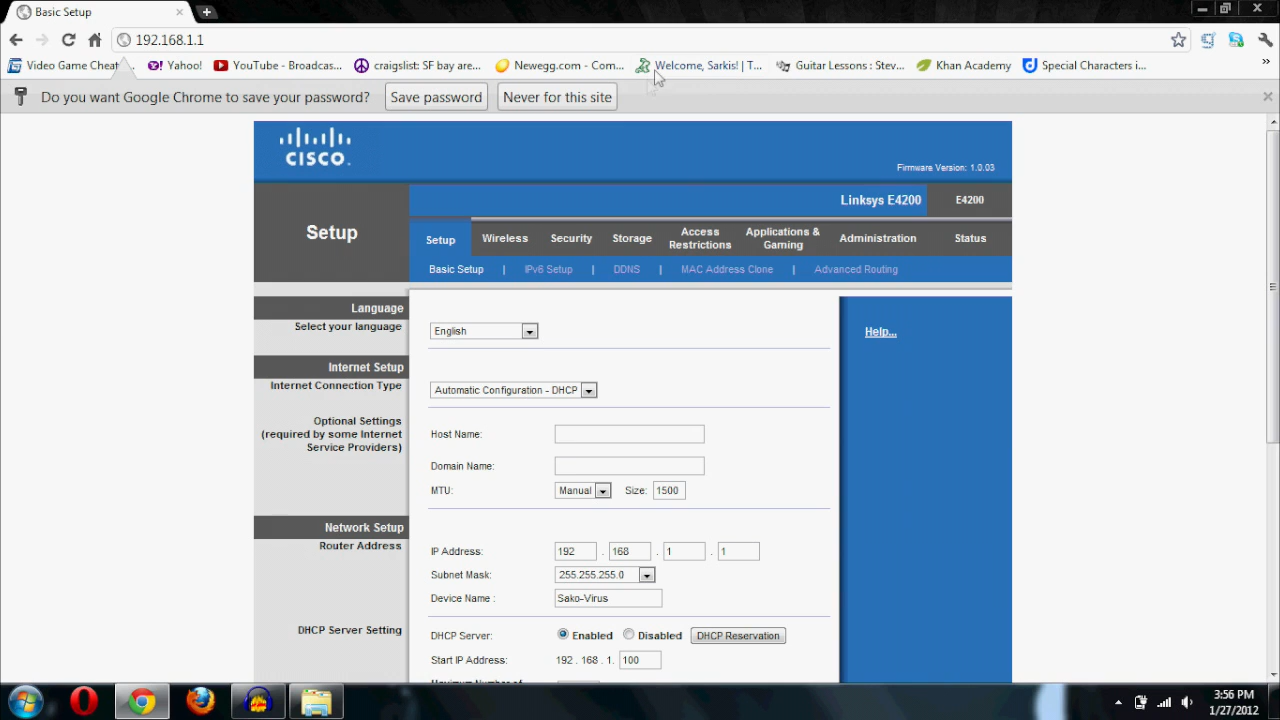 Basic Setup
192.168.1.1
Video Game Cheat...
Yahoo!
YouTube - Broadcas...
craigslist: SF bay are...
Newegg.com - Com...
Welcome, Sarkis! | T...
Guitar Lessons : Stev...
Khan Academy
Special Characters i...
Do you want Google Chrome to save your password?
Save password
Never for this site
CISCO.
Firmware Version: 1.0.03
Linksys E4200
E4200
Setup
Setup
Wireless
Security
Storage
Access Restrictions
Applications & Gaming
Administration
Status
Basic Setup | IPv6 Setup | DDNS | MAC Address Clone | Advanced Routing
Language
Select your language
English
Help...
Internet Setup
Internet Connection Type
Automatic Configuration - DHCP
Optional Settings
(required by some Internet
Service Providers)
Host Name:
Domain Name:
MTU: Manual Size: 1500
Network Setup
Router Address
IP Address: 192 . 168 . 1 . 1
Subnet Mask: 255.255.255.0
Device Name : Sako-Virus
DHCP Server Setting
DHCP Server: Enabled Disabled DHCP Reservation
Start IP Address: 192 . 168 . 1. 100
Maximum Number of
3:56 PM
1/27/2012